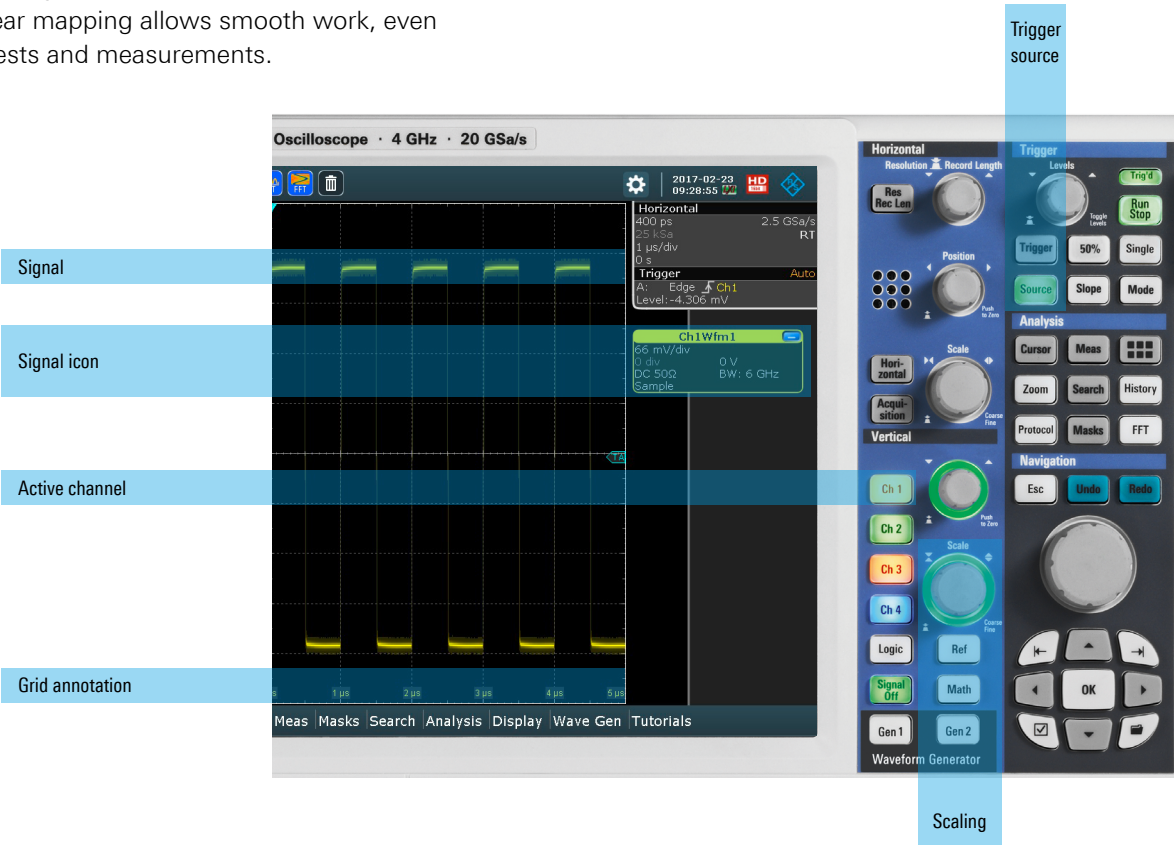 ear mapping allows smooth work, even
ests and measurements.
Trigger
source
Oscilloscope · 4 GHz · 20 GSa/s
FFT
2017-02-23
09:28:55
HD
Horizontal
400 ps 2.5 GSa/s
25 kSa RT
1 µs/div
0 s
Trigger Auto
A: Edge Ch1
Level:-4.306 mV
Ch1Wfm1
66 mV/div
0 div 0 V
DC 50Ω BW: 6 GHz
Sample
TA
s 1 µs 2 µs 3 µs 4 µs 5 µs
Meas Masks Search Analysis Display Wave Gen Tutorials
Signal
Signal icon
Active channel
Grid annotation
Horizontal
Resolution Record Length
Res
Rec Len
Position
Push
to Zero
Scale
Hori-
zontal
Acqui-
sition
Coarse
Fine
Vertical
Ch 1
Ch 2
Push
to Zero
Scale
Ch 3
Ch 4
Coarse
Fine
Logic Ref
Signal
Off
Math
Gen 1 Gen 2
Waveform Generator
Trigger
Levels
Trig'd
Toggle
Levels
Run
Stop
Trigger 50% Single
Source Slope Mode
Analysis
Cursor Meas
Zoom Search History
Protocol Masks FFT
Navigation
Esc Undo Redo
OK
Scaling